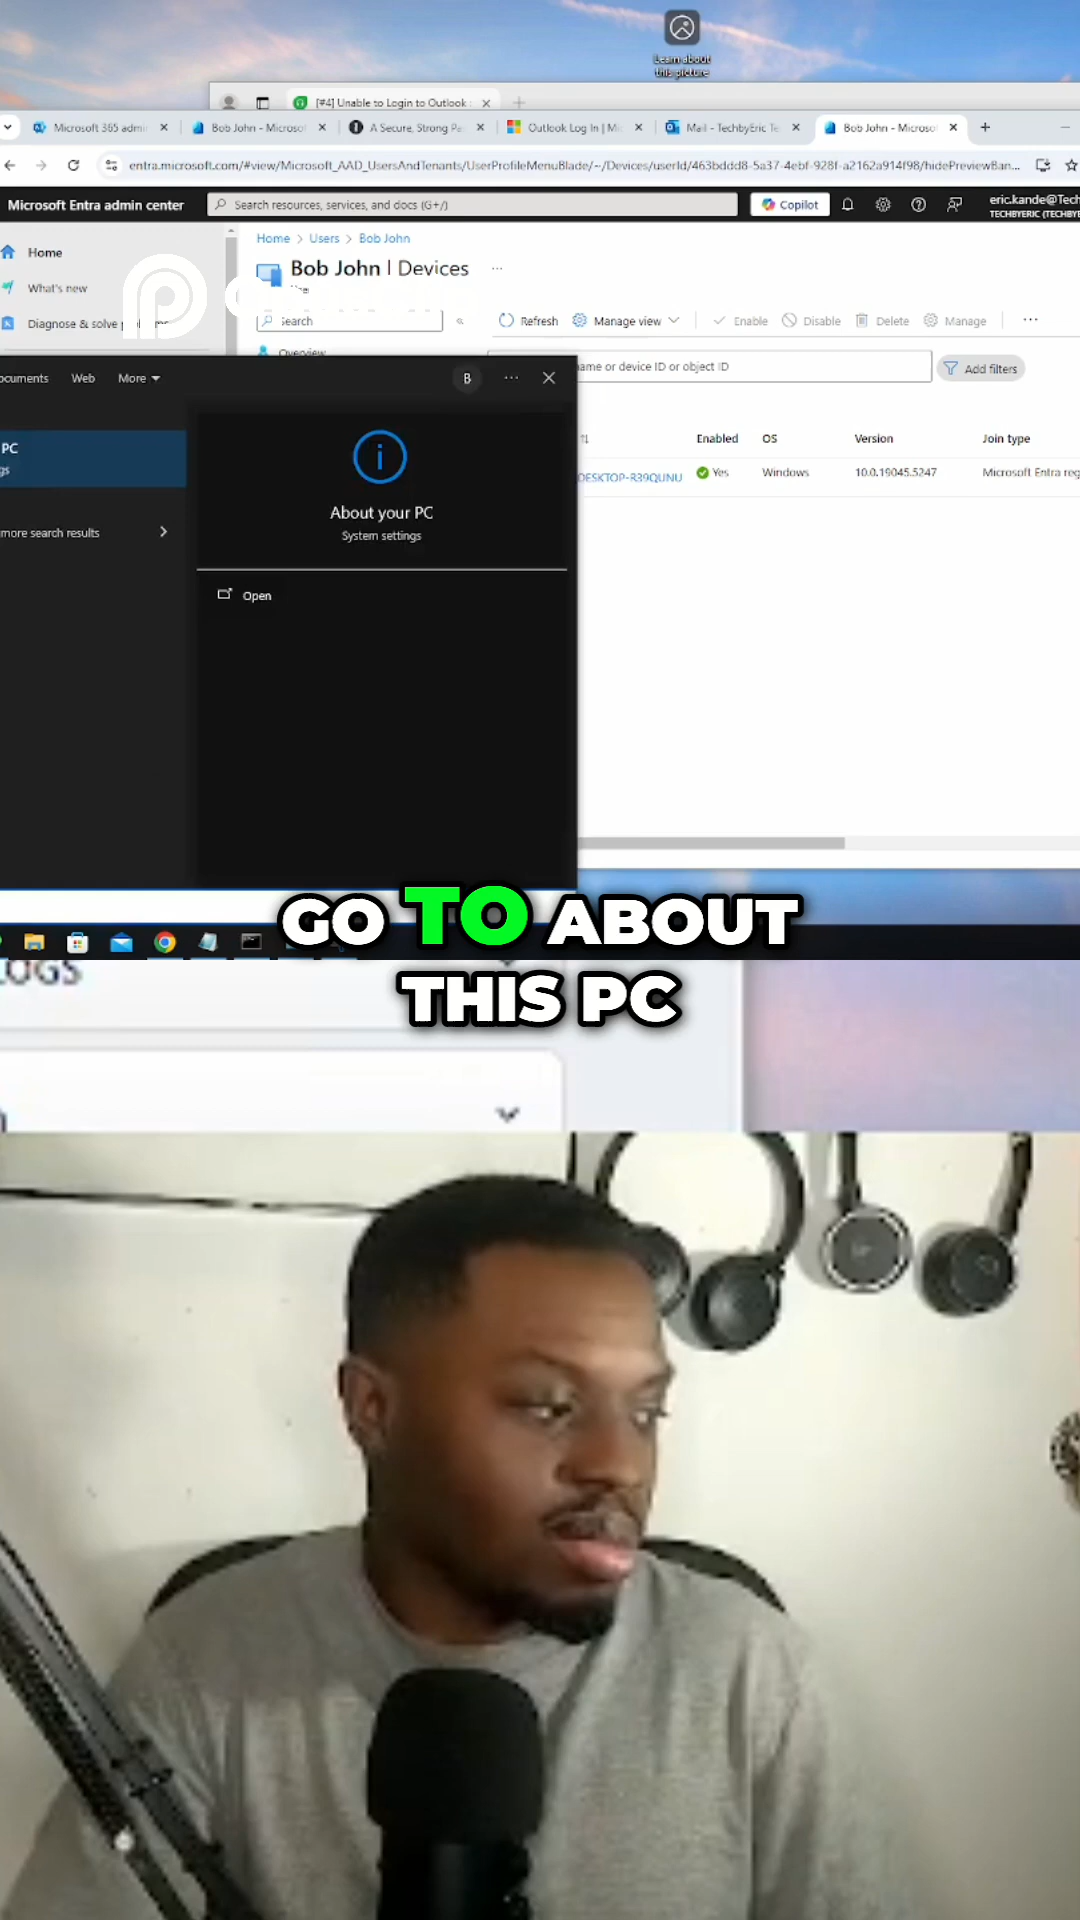 Learn about
this picture
[#4] Unable to Login to Outlook
Microsoft 365 admi
Bob John - Microsof
A Secure, Strong Pa
Outlook Log In | Mi
Mail - TechbyEric Te
Bob John - Microso
entra.microsoft.com/#view/Microsoft_AAD_UsersAndTenants/UserProfileMenuBlade/~/Devices/userId/463bddd8-5a37-4ebf-928f-a2162a914f98/hidePreviewBan...
Microsoft Entra admin center
Search resources, services, and docs (G+/)
Copilot
eric.kande@Tech
TECHBYERIC (TECHBYE
Home
What's new
Diagnose & solve
Home > Users > Bob John
Bob John | Devices
Search
Refresh
Manage view
Enable
Disable
Delete
Manage
Overview
ame or device ID or object ID
Add filters
Enabled
OS
Version
Join type
DESKTOP-R39QUNU
Yes
Windows
10.0.19045.5247
Microsoft Entra reg
ocuments
Web
More
B
PC
gs
more search results
About your PC
System settings
Open
GO TO ABOUT
THIS PC
LOGS